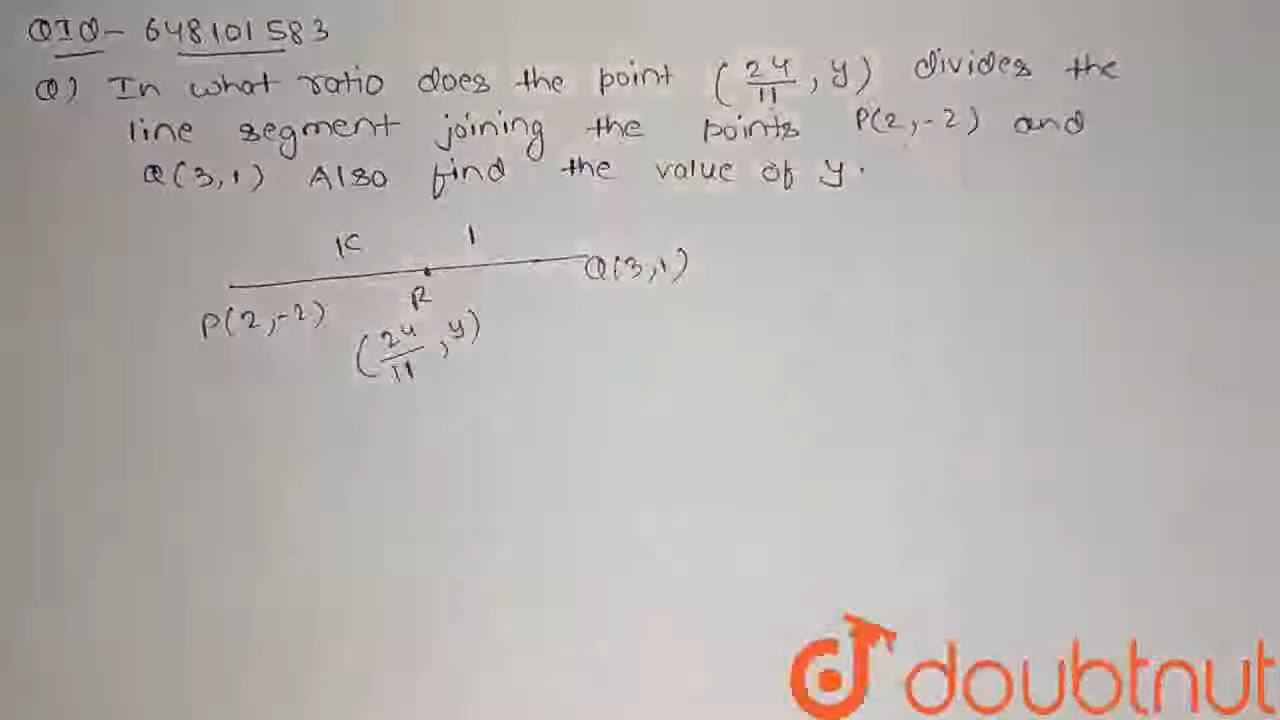 QID - 648101583
Q) In what ratio does the point (24/11, y) divides the
line segment joining the points P(2,-2) and
Q(3,1) Also find the value of y.
K 1
P(2,-2) R Q(3,1)
(24/11, y)
doubtnut